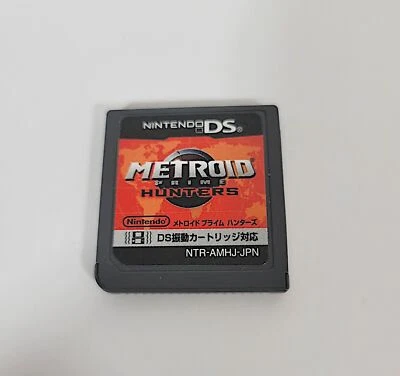 NINTENDO DS
METROID
PRIME
HUNTERS
Nintendo メトロイド プライム ハンターズ
DS振動カートリッジ対応
NTR-AMHJ-JPN